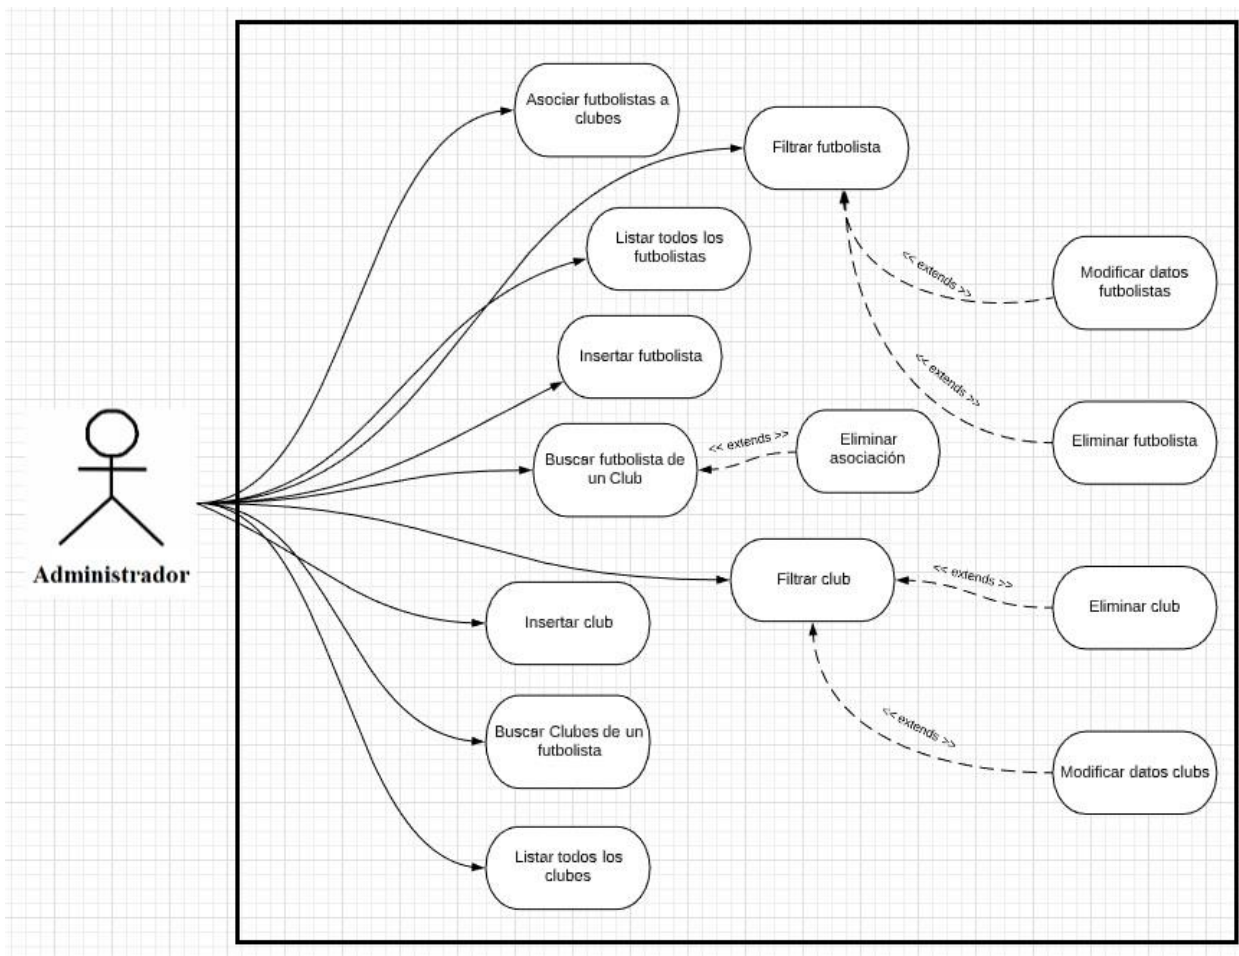 Asociar futbolistas a
clubes
Filtrar futbolista
Listar todos los
futbolistas
<< extends >>
Modificar datos
futbolistas
Insertar futbolista
<< extends >>
Eliminar futbolista
Buscar futbolista de
un Club
<< extends >>
Eliminar
asociación
Administrador
Filtrar club
<< extends >>
Eliminar club
Insertar club
Buscar Clubes de un
futbolista
<< extends >>
Modificar datos clubs
Listar todos los
clubes